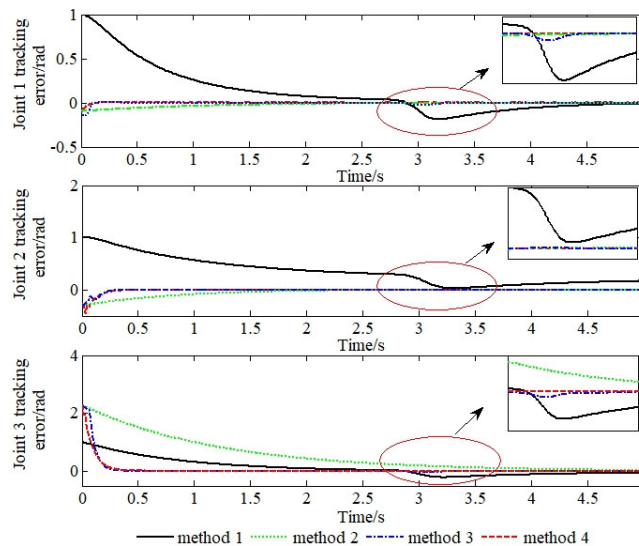 Joint 1 tracking
error/rad
1
0.5
0
-0.5
0 0.5 1 1.5 2 2.5 3 3.5 4 4.5
Time/s
Joint 2 tracking
error/rad
2
1
0
0 0.5 1 1.5 2 2.5 3 3.5 4 4.5
Time/s
Joint 3 tracking
error/rad
4
2
0
0 0.5 1 1.5 2 2.5 3 3.5 4 4.5
Time/s
method 1 method 2 method 3 method 4